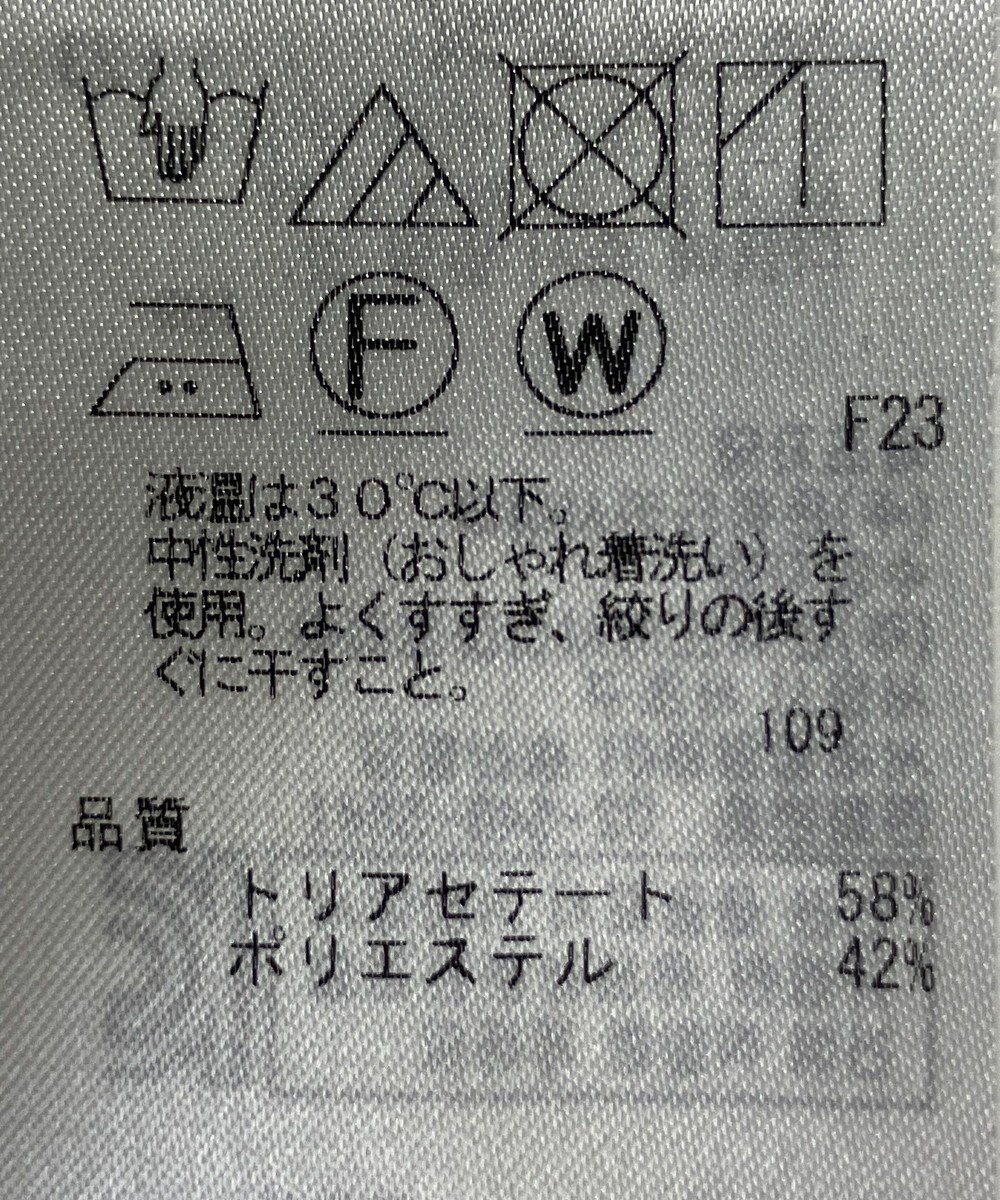 F W
F23
液温は30℃以下。
中性洗剤（おしゃれ着洗い）を
使用。よくすすぎ、絞りの後す
ぐに干すこと。
109
品質
トリアセテート 58%
ポリエステル 42%